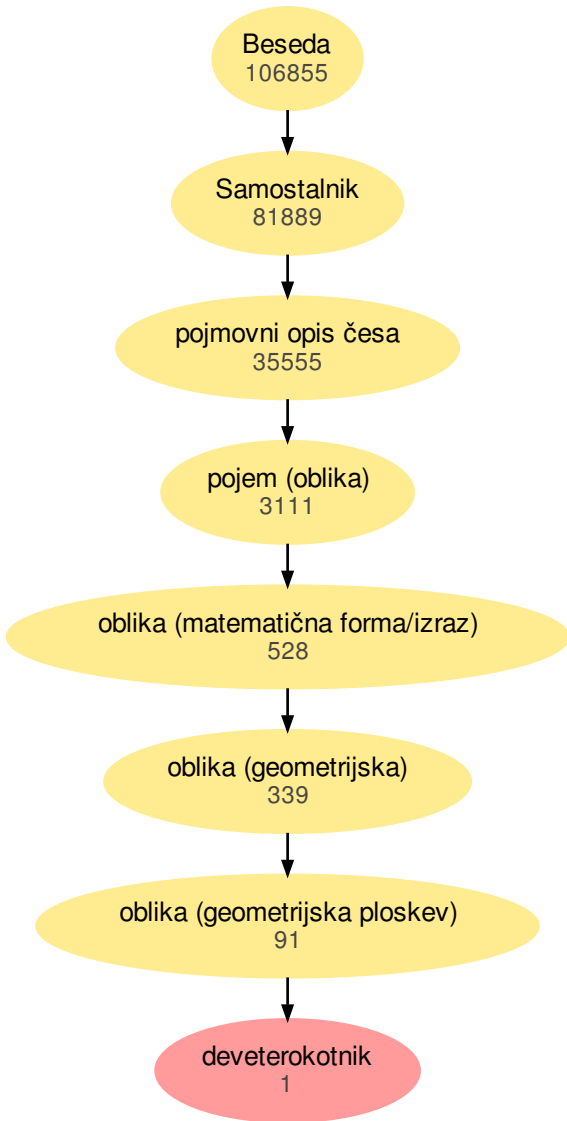 Beseda
106855
Samostalnik
81889
pojmovni opis česa
35555
pojem (oblika)
3111
oblika (matematična forma/izraz)
528
oblika (geometrijska)
339
oblika (geometrijska ploskev)
91
deveterokotnik
1